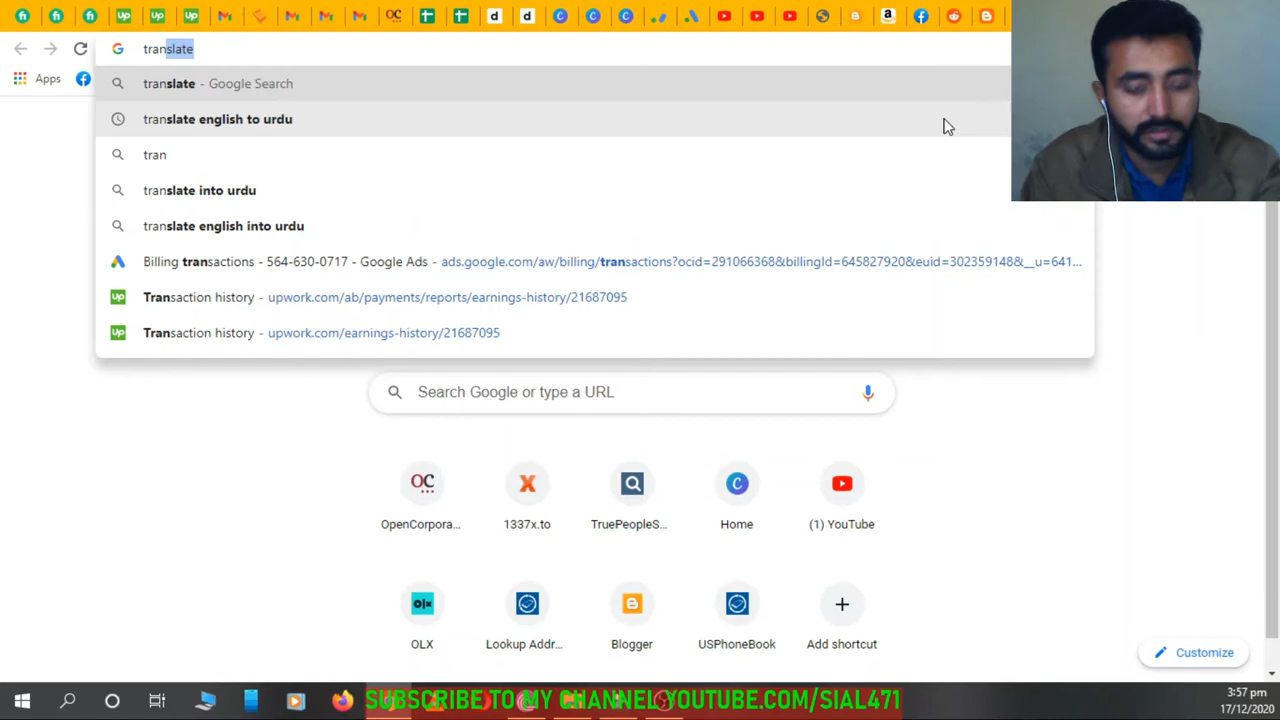 translate
translate - Google Search
translate english to urdu
tran
translate into urdu
translate english into urdu
Billing transactions - 564-630-0717 - Google Ads - ads.google.com/aw/billing/transactions?ocid=291066368&billingId=6458279208&euid=302359148&__u=641...
Transaction history - upwork.com/ab/payments/reports/earnings-history/21687095
Transaction history - upwork.com/earnings-history/21687095
Apps
Search Google or type a URL
OC
OpenCorpora...
1337x.to
TruePeopleS...
Home
(1) YouTube
OLX
Lookup Addr...
Blogger
USPhoneBook
Add shortcut
Customize
SUBSCRIBE TO MY CHANNEL YOUTUBE.COM/SIAL471
3:57 pm
17/12/2020